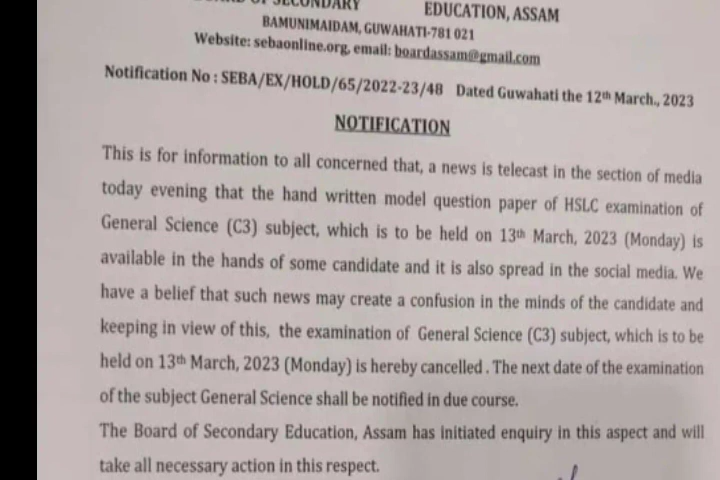 BOARD OF SECONDARY EDUCATION, ASSAM
BAMUNIMAIDAM, GUWAHATI-781 021
Website: sebaonline.org, email: boardassam@gmail.com
Notification No : SEBA/EX/HOLD/65/2022-23/48 Dated Guwahati the 12th March., 2023
NOTIFICATION
This is for information to all concerned that, a news is telecast in the section of media
today evening that the hand written model question paper of HSLC examination of
General Science (C3) subject, which is to be held on 13th March, 2023 (Monday) is
available in the hands of some candidate and it is also spread in the social media. We
have a belief that such news may create a confusion in the minds of the candidate and
keeping in view of this, the examination of General Science (C3) subject, which is to be
held on 13th March, 2023 (Monday) is hereby cancelled . The next date of the examination
of the subject General Science shall be notified in due course.
The Board of Secondary Education, Assam has initiated enquiry in this aspect and will
take all necessary action in this respect.